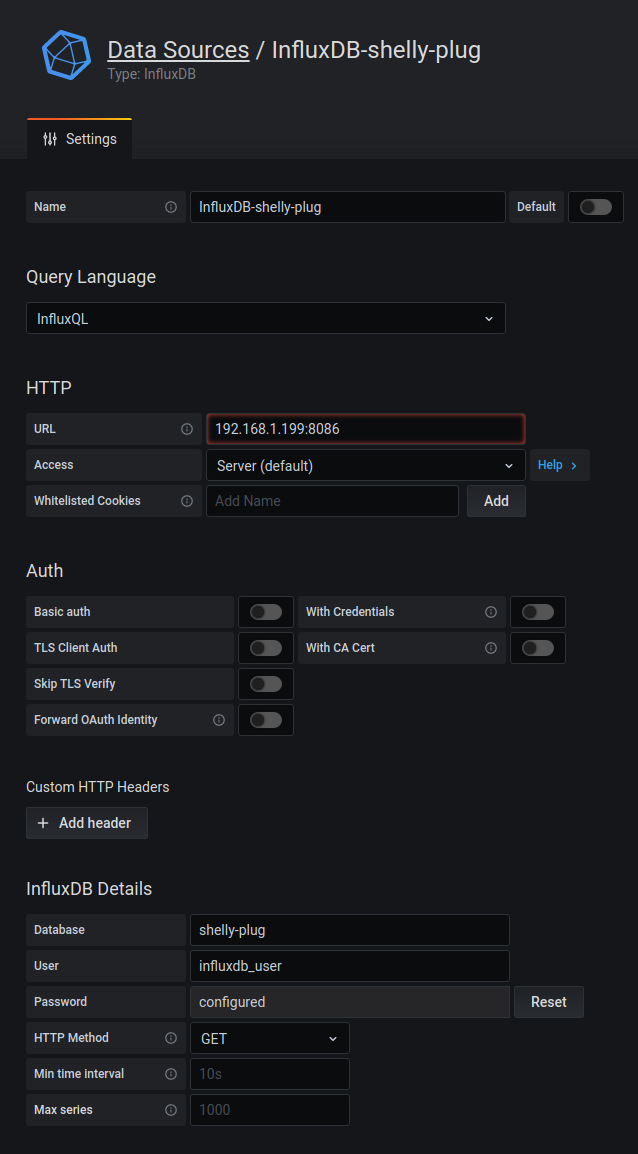 Data Sources / InfluxDB-shelly-plug
Type: InfluxDB
Settings
Name InfluxDB-shelly-plug Default
Query Language
InfluxQL
HTTP
URL 192.168.1.199:8086
Access Server (default) Help
Whitelisted Cookies Add Name Add
Auth
Basic auth With Credentials
TLS Client Auth With CA Cert
Skip TLS Verify
Forward OAuth Identity
Custom HTTP Headers
+ Add header
InfluxDB Details
Database shelly-plug
User influxdb_user
Password configured Reset
HTTP Method GET
Min time interval 10s
Max series 1000